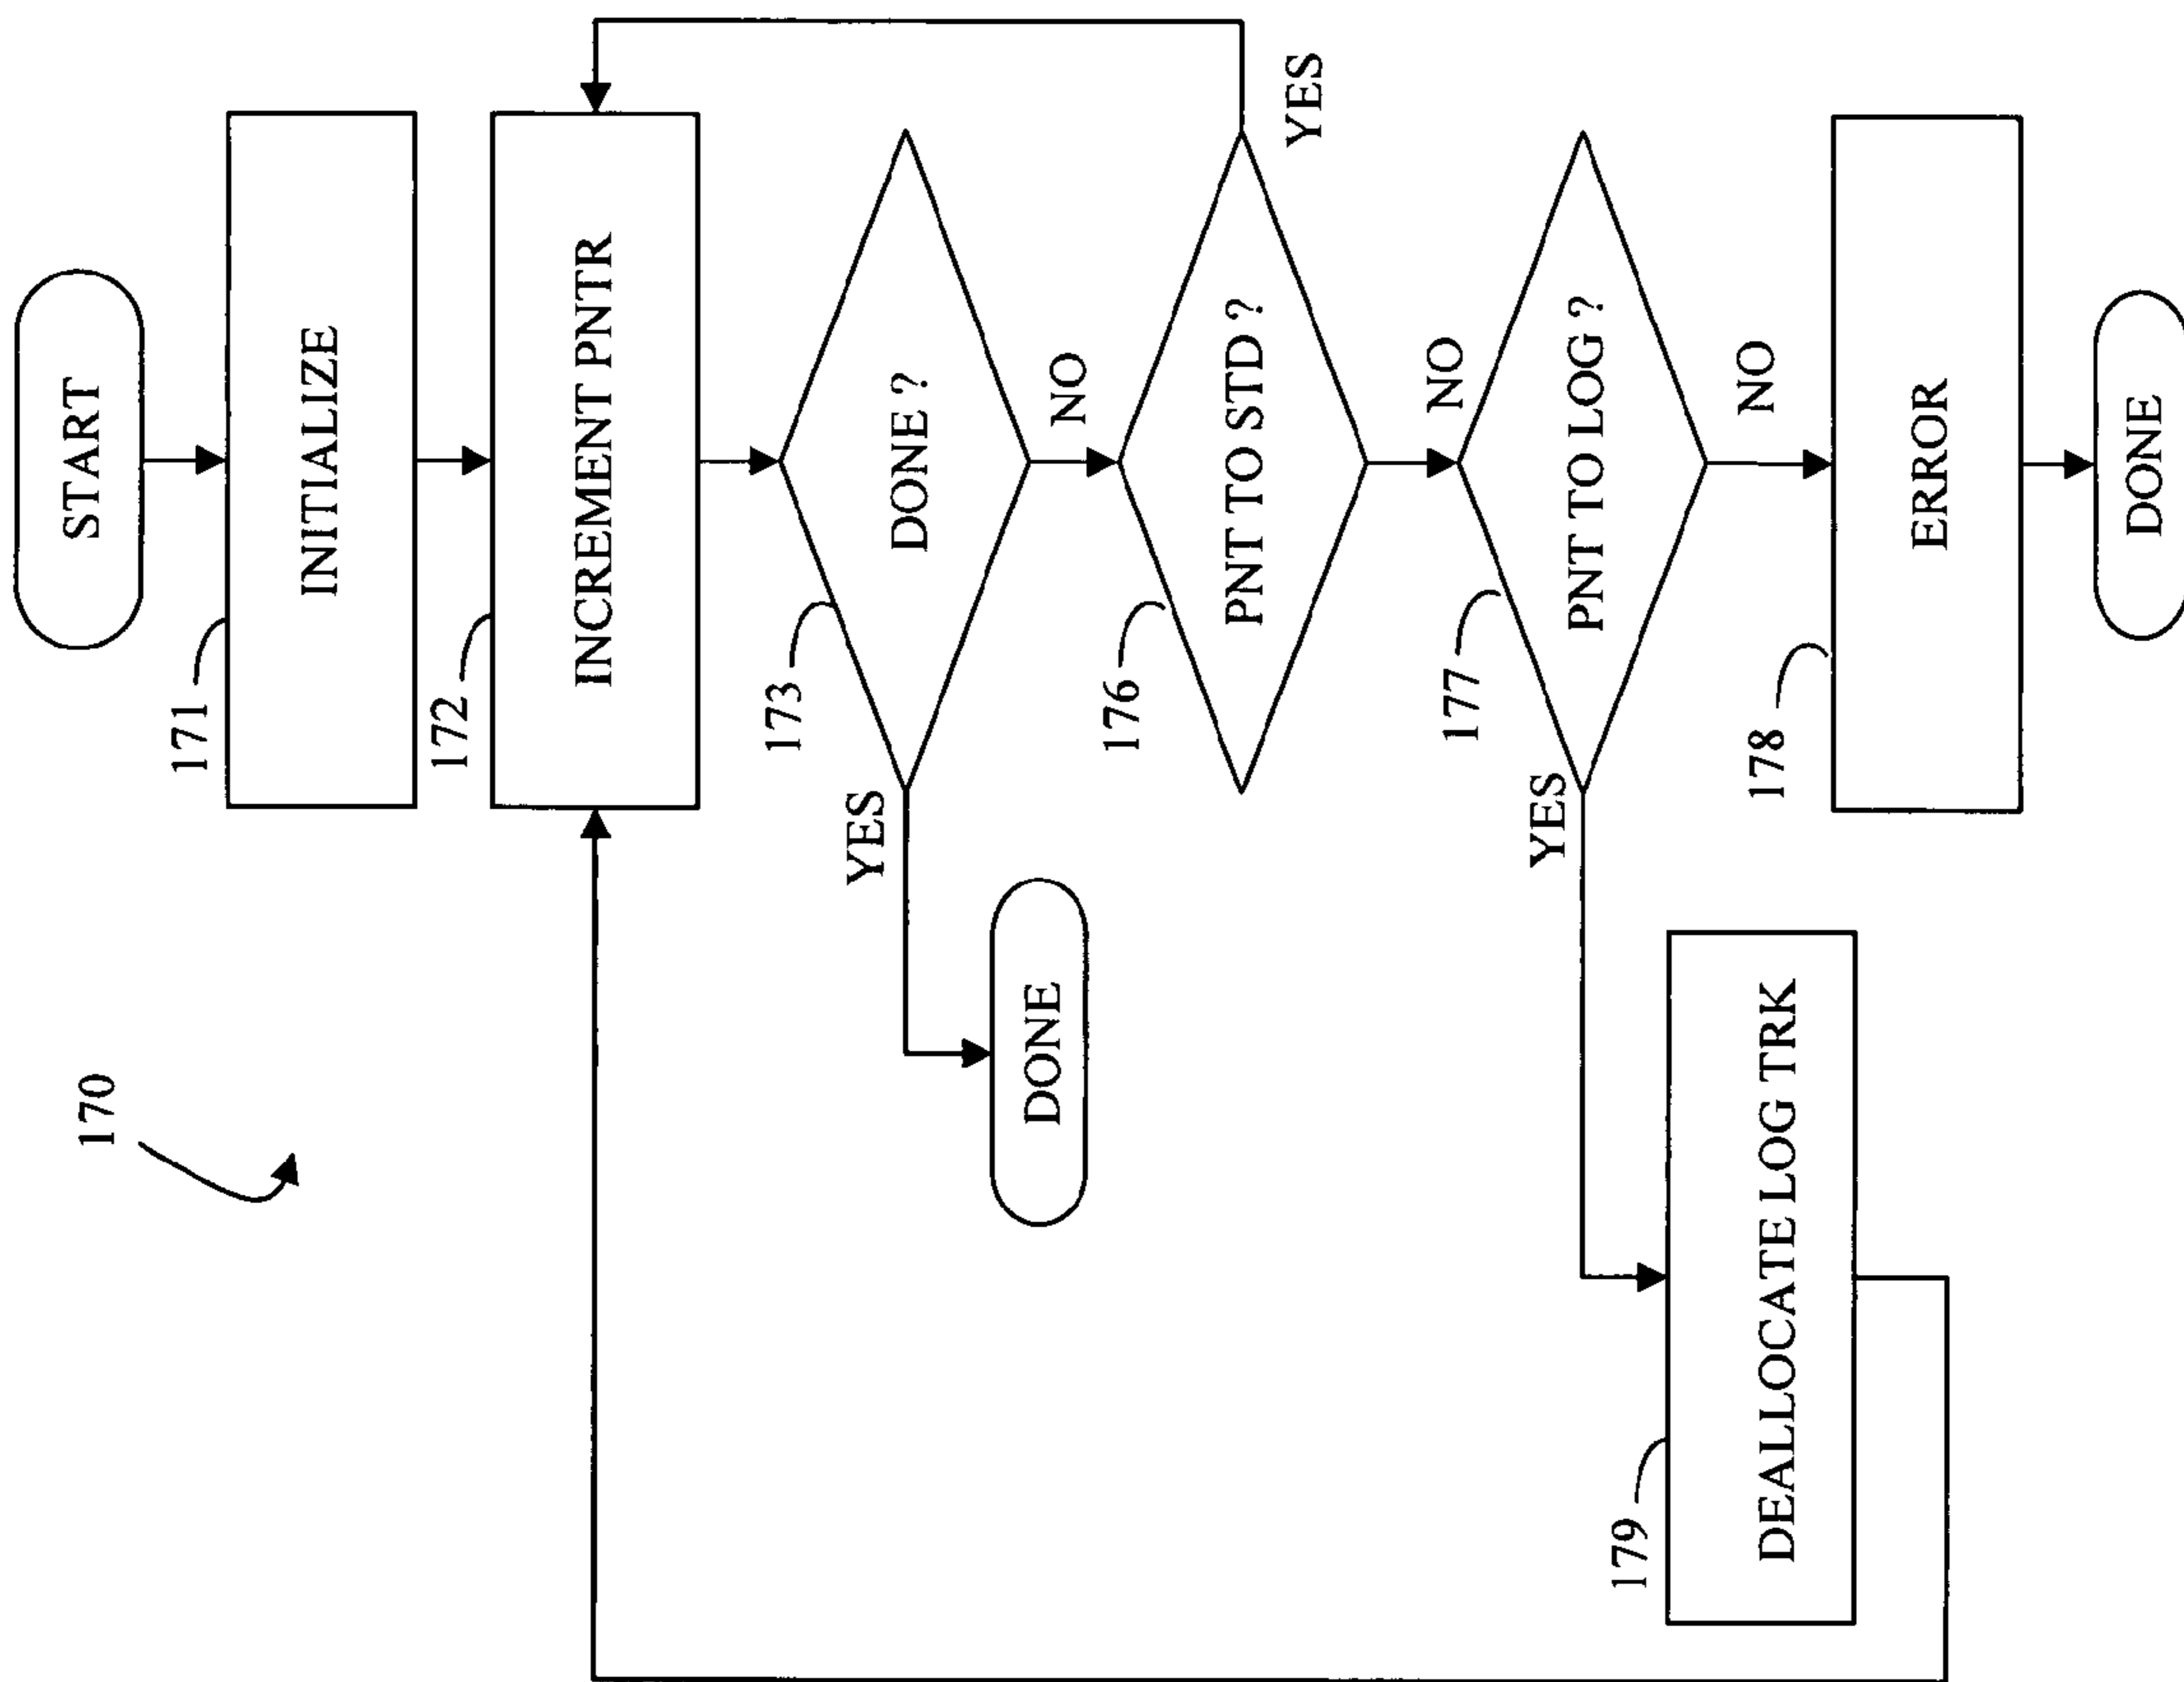 170
START
171
INITIALIZE
172
INCREMENT PNTR
173
DONE ?
YES
NO
DONE
176
PNT TO STD ?
YES
NO
177
PNT TO LOG ?
YES
NO
179
DEALLOCATE LOG TRK
178
ERROR
DONE